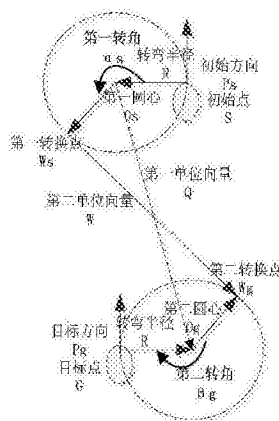 第一转角
αs
转弯半径
R
初始方向
Ps
初始点
S
第一圆心
Os
第一转换点
Ws
第一单位向量
Q
第二单位向量
W
第二转换点
Wg
第二圆心
Og
目标方向
Pg
目标点
G
转弯半径
R
第二转角
βg